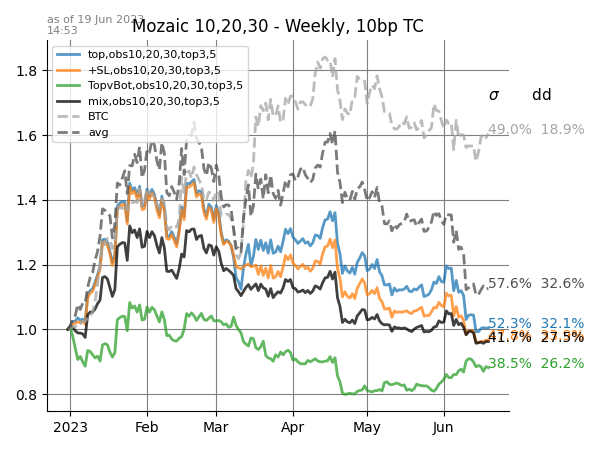 as of 19 Jun 2023
14:53
Mozaic 10,20,30 - Weekly, 10bp TC
top,obs10,20,30,top3,5
+SL,obs10,20,30,top3,5
TopvBot,obs10,20,30,top3,5
mix,obs10,20,30,top3,5
BTC
avg
σ dd
49.0% 18.9%
57.6% 32.6%
52.3% 32.1%
41.7% 27.5%
38.5% 26.2%
1.8
1.6
1.4
1.2
1.0
0.8
2023 Feb Mar Apr May Jun